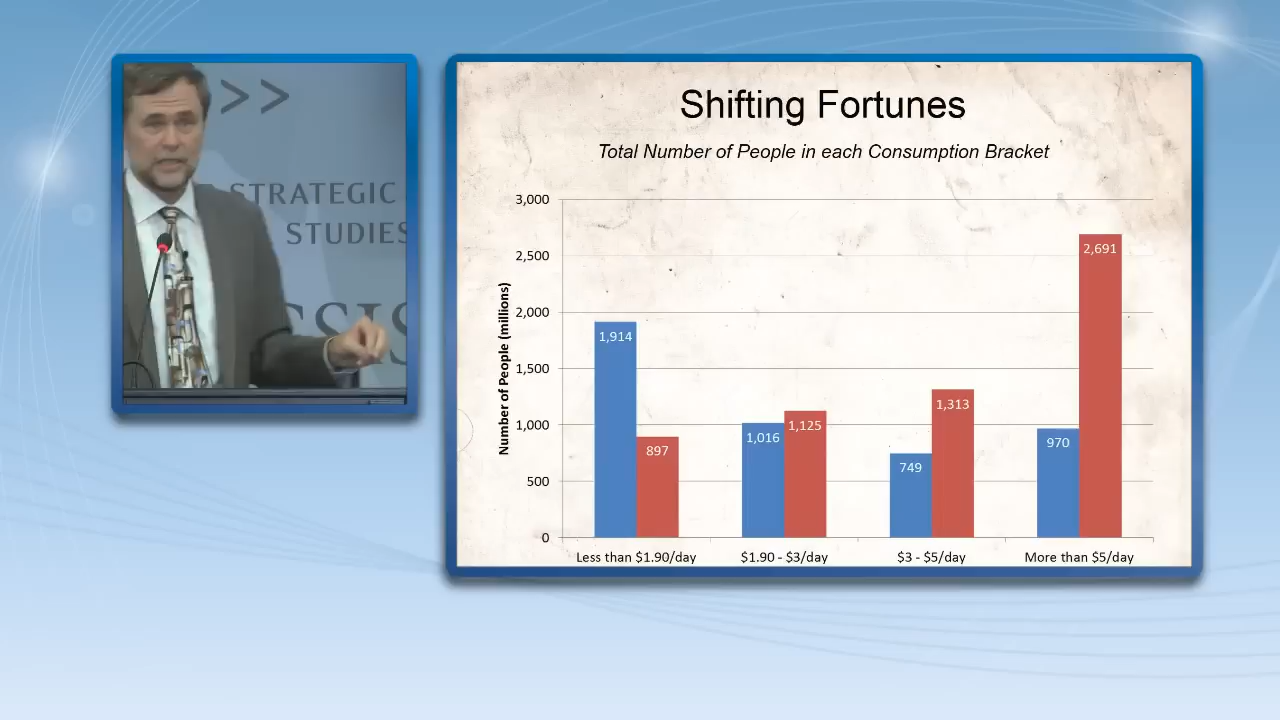 >>
STRATEGIC
STUDIES
CSIS
Shifting Fortunes
Total Number of People in each Consumption Bracket
Number of People (millions)
3,000
2,500
2,000
1,500
1,000
500
0
1,914
897
1,016
1,125
749
1,313
970
2,691
Less than $1.90/day
$1.90 - $3/day
$3 - $5/day
More than $5/day